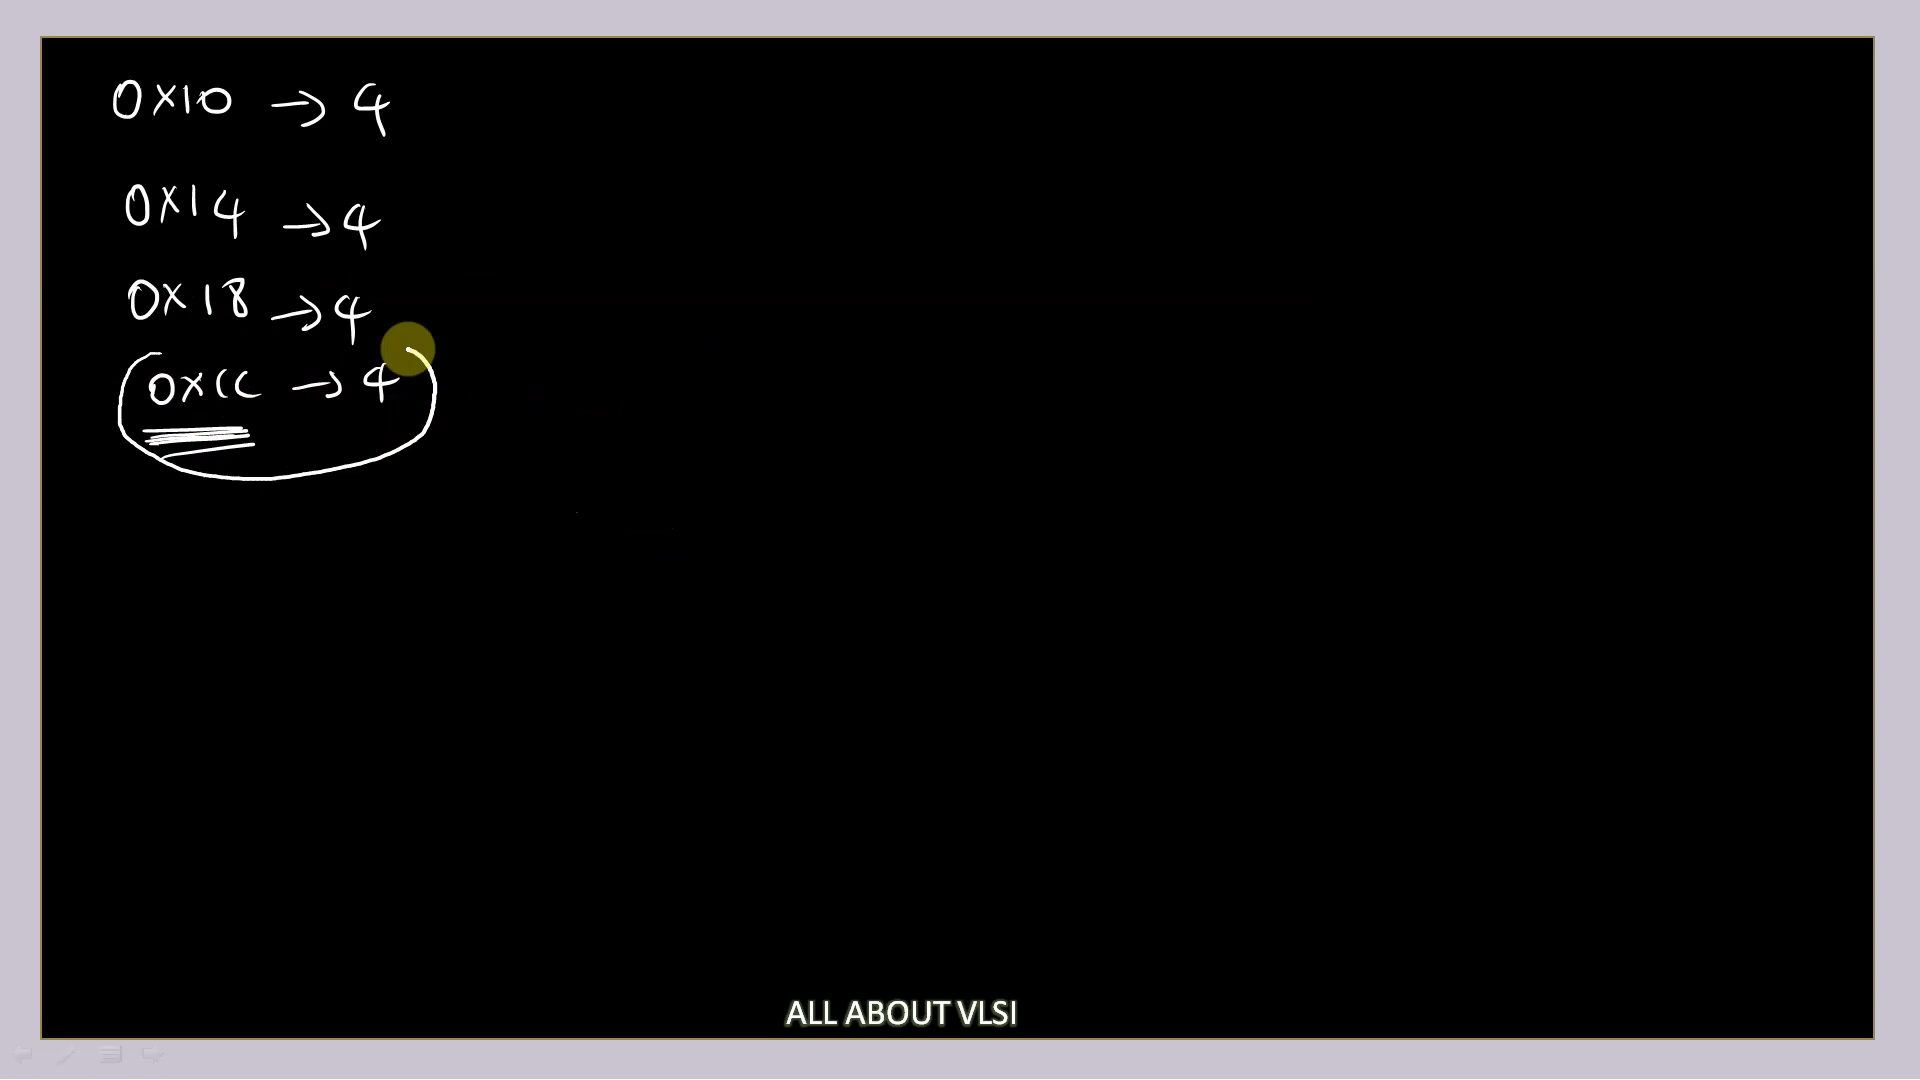 0x10 → 4
0x14 → 4
0x18 → 4
0x1C → 4
ALL ABOUT VLSI